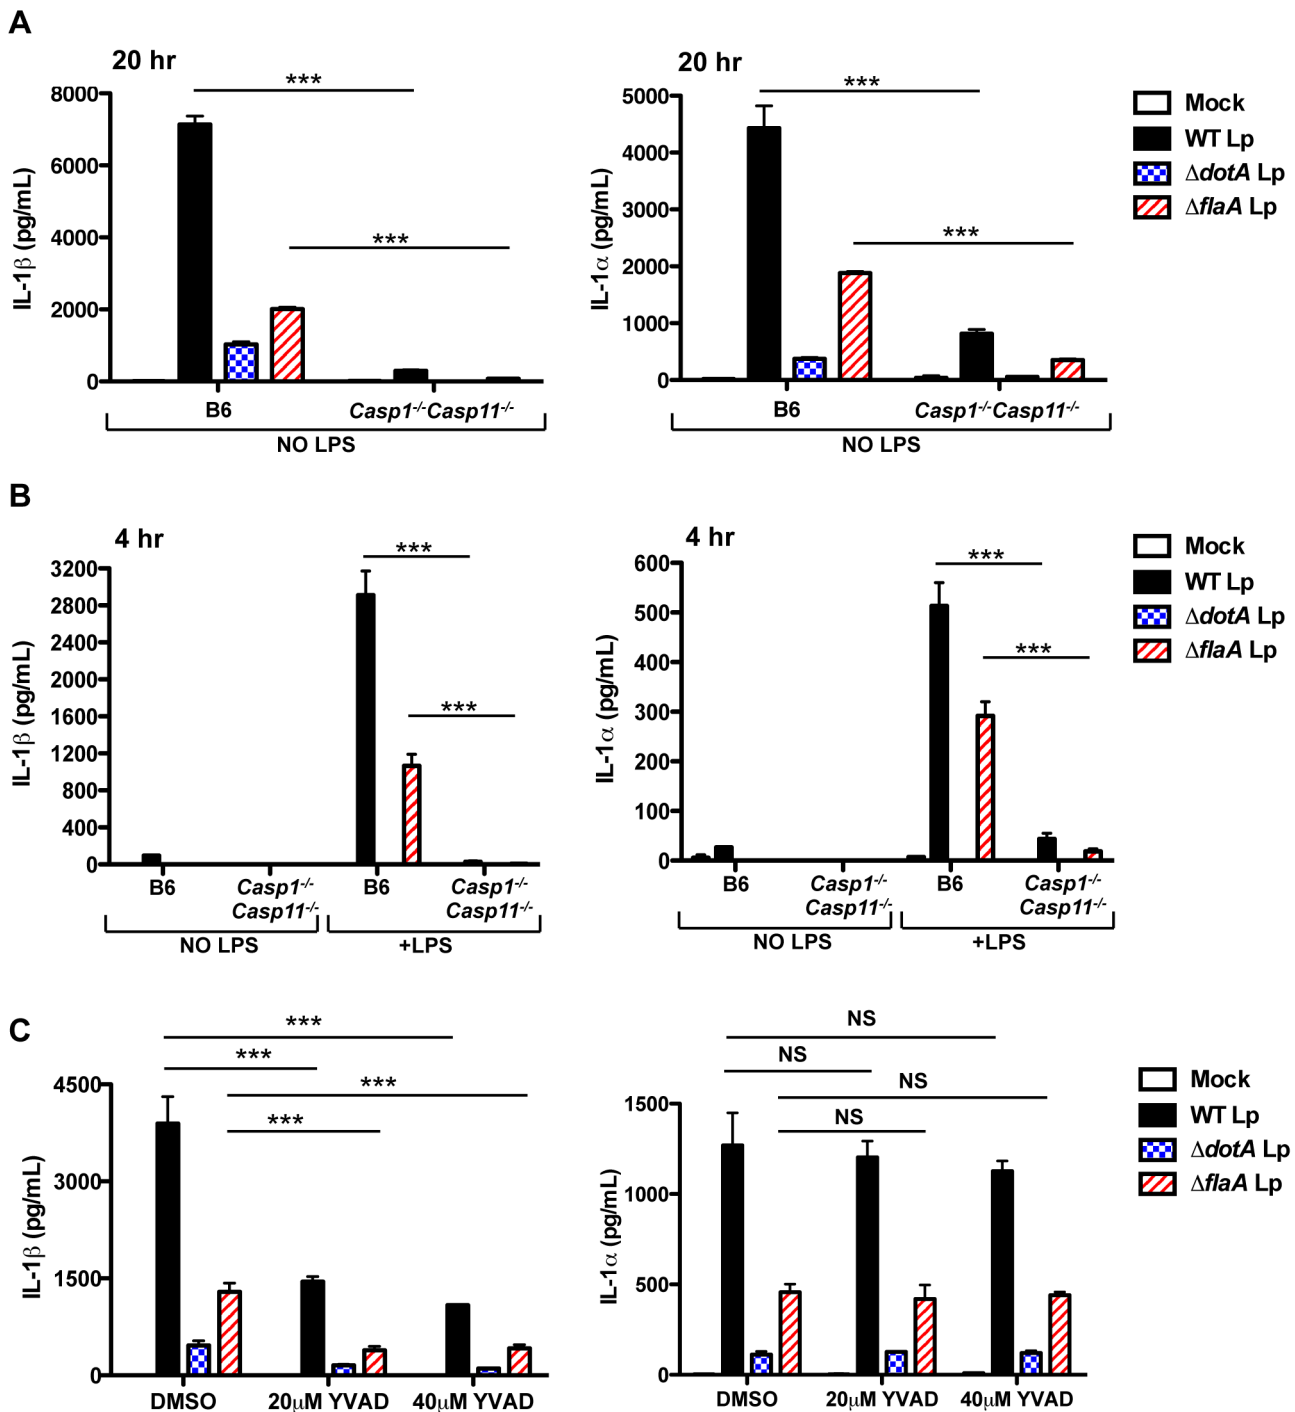 A
20 hr
***
***
8000
6000
4000
2000
0
IL-1β (pg/mL)
B6
Casp1-/-Casp11-/-
NO LPS
20 hr
***
***
5000
4000
3000
2000
1000
0
IL-1α (pg/mL)
B6
Casp1-/-Casp11-/-
NO LPS
Mock
WT Lp
ΔdotA Lp
ΔflaA Lp
B
4 hr
***
***
3200
2800
2400
2000
1600
1200
800
400
0
IL-1β (pg/mL)
B6
Casp1-/-
Casp11-/-
B6
Casp1-/-
Casp11-/-
NO LPS
+LPS
4 hr
***
***
600
500
400
300
200
100
0
IL-1α (pg/mL)
B6
Casp1-/-
Casp11-/-
B6
Casp1-/-
Casp11-/-
NO LPS
+LPS
Mock
WT Lp
ΔdotA Lp
ΔflaA Lp
C
***
***
***
***
4500
3000
1500
0
IL-1β (pg/mL)
DMSO
20μM YVAD
40μM YVAD
NS
NS
NS
NS
1500
1000
500
0
IL-1α (pg/mL)
DMSO
20μM YVAD
40μM YVAD
Mock
WT Lp
ΔdotA Lp
ΔflaA Lp